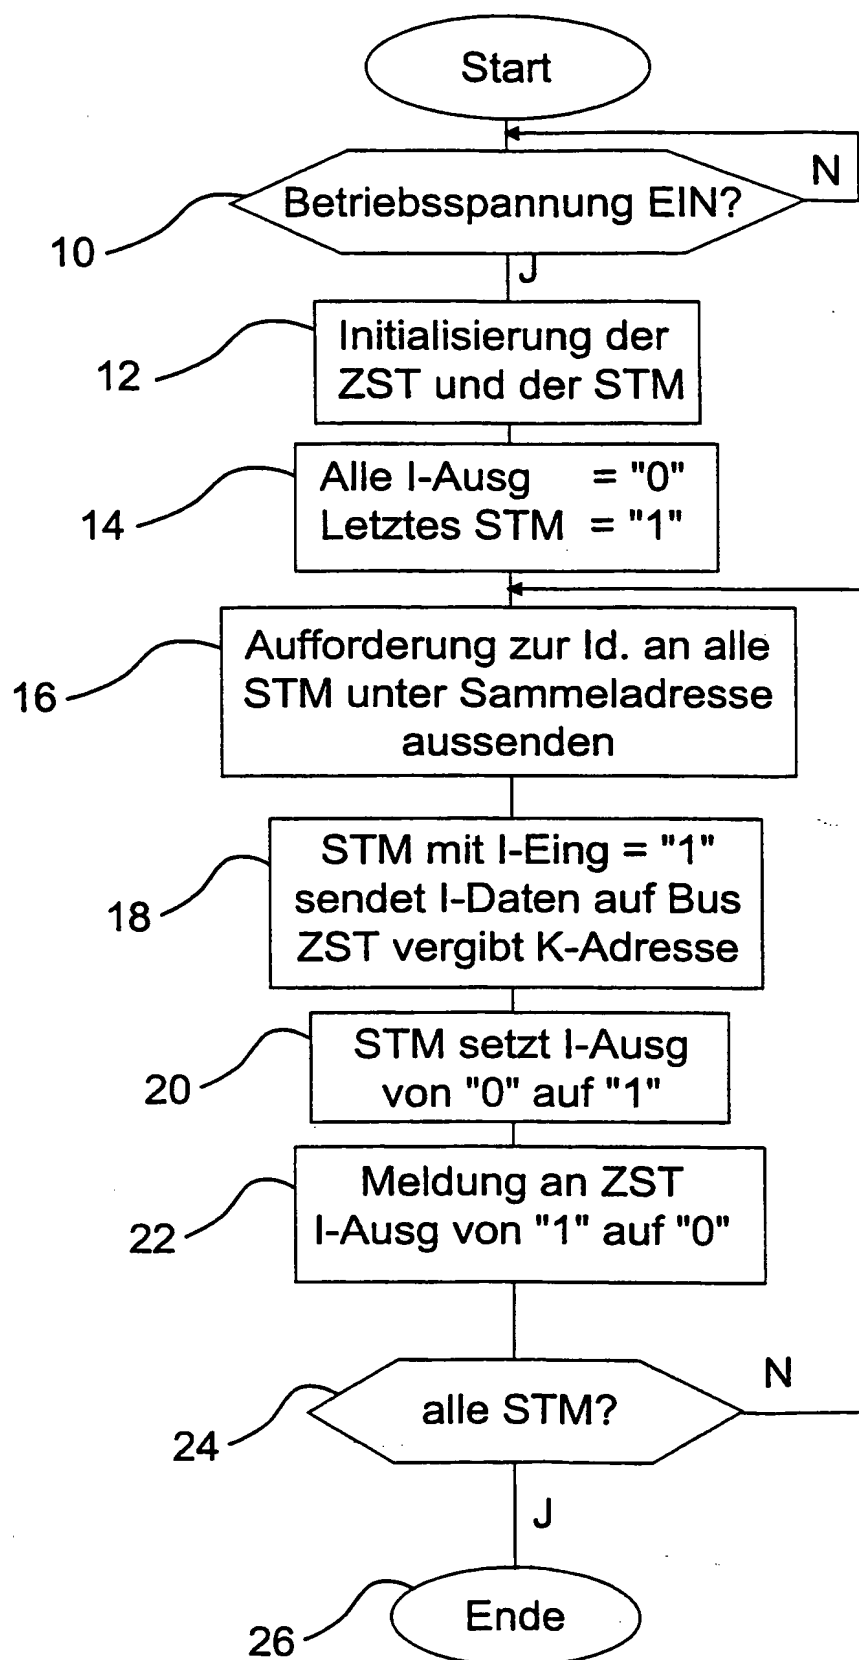 Start
N
10
Betriebsspannung EIN?
J
12
Initialisierung der
ZST und der STM
14
Alle I-Ausg = "0"
Letztes STM = "1"
16
Aufforderung zur Id. an alle
STM unter Sammeladresse
aussenden
18
STM mit I-Eing = "1"
sendet I-Daten auf Bus
ZST vergibt K-Adresse
20
STM setzt I-Ausg
von "0" auf "1"
22
Meldung an ZST
I-Ausg von "1" auf "0"
N
24
alle STM?
J
Ende
26